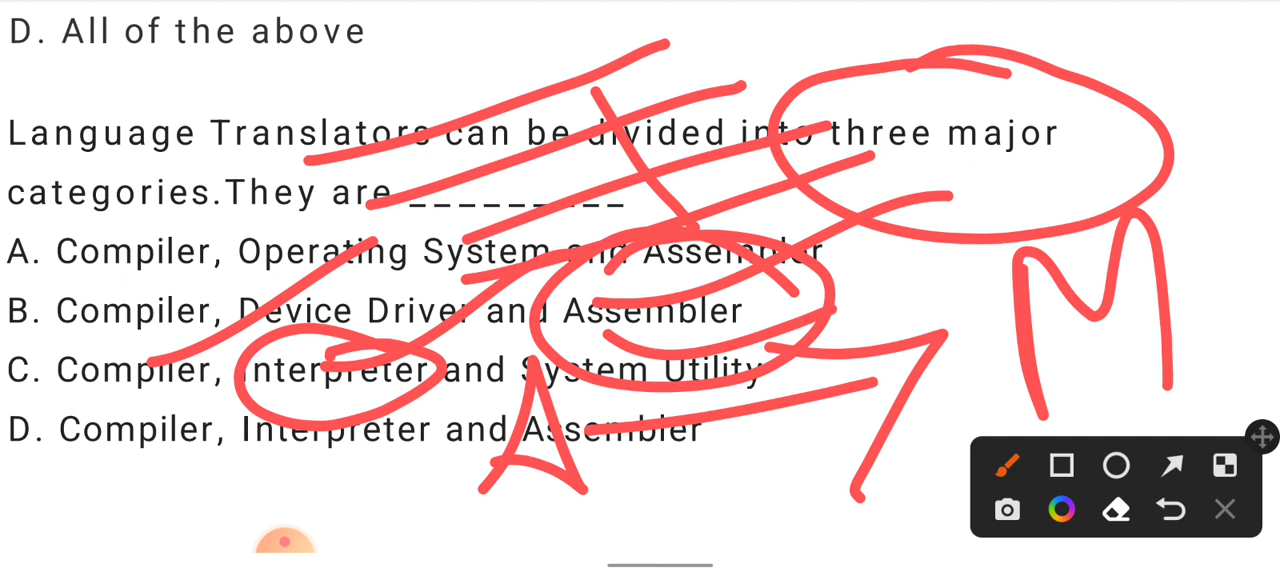 D. All of the above
Language Translators can be divided into three major
categories.They are _________
A. Compiler, Operating System and Assembler
B. Compiler, Device Driver and Assembler
C. Compiler, Interpreter and System Utility
D. Compiler, Interpreter and Assembler
A
M